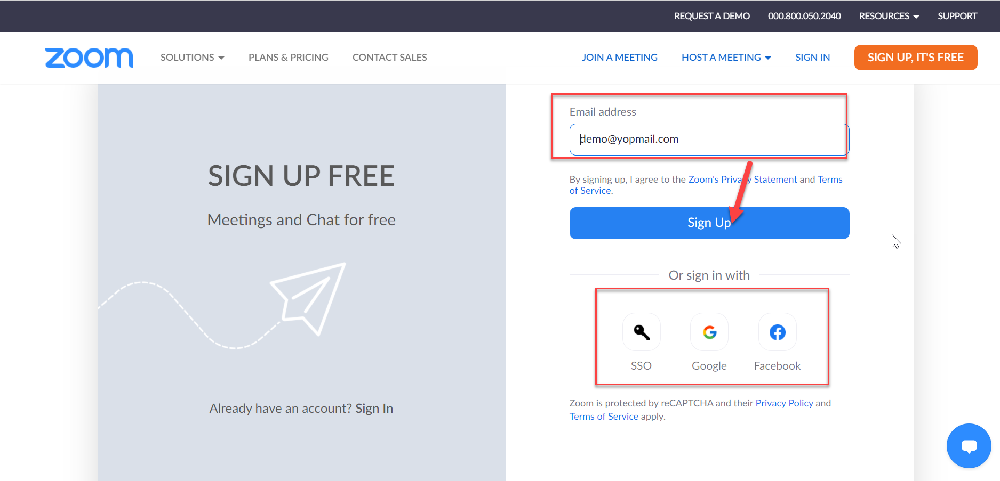 REQUEST A DEMO 000.800.050.2040 RESOURCES SUPPORT
zoom SOLUTIONS PLANS & PRICING CONTACT SALES JOIN A MEETING HOST A MEETING SIGN IN SIGN UP, IT'S FREE
SIGN UP FREE
Meetings and Chat for free
Already have an account? Sign In
Email address
demo@yopmail.com
By signing up, I agree to the Zoom's Privacy Statement and Terms
of Service.
Sign Up
Or sign in with
SSO Google Facebook
Zoom is protected by reCAPTCHA and their Privacy Policy and
Terms of Service apply.